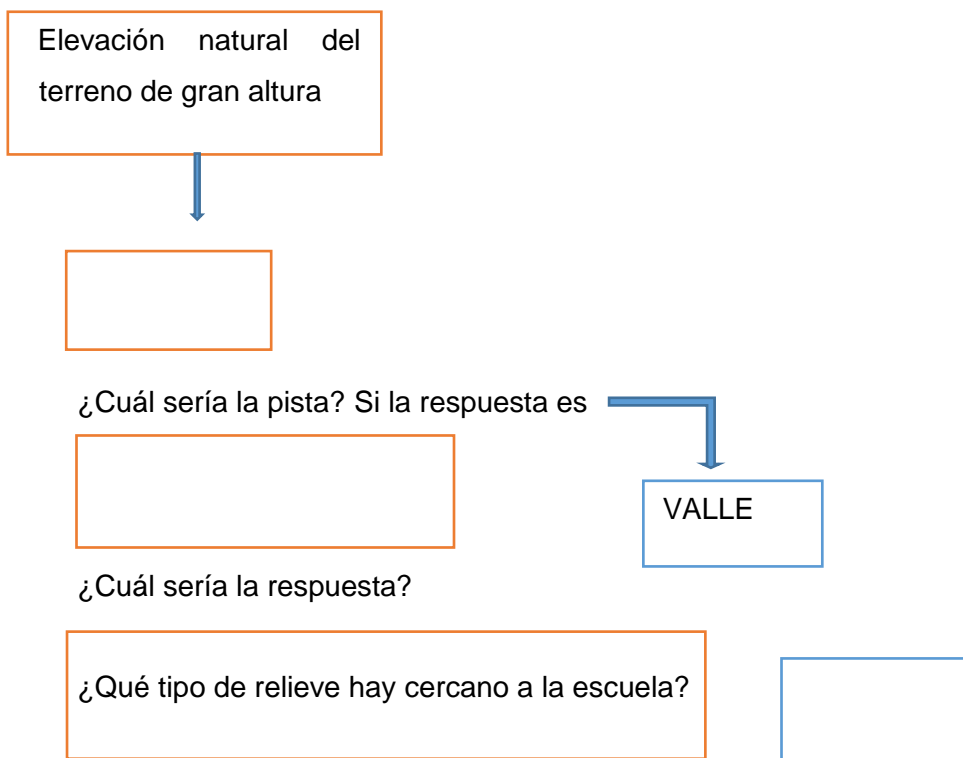 Elevación natural del
terreno de gran altura
¿Cuál sería la pista? Si la respuesta es
VALLE
¿Cuál sería la respuesta?
¿Qué tipo de relieve hay cercano a la escuela?